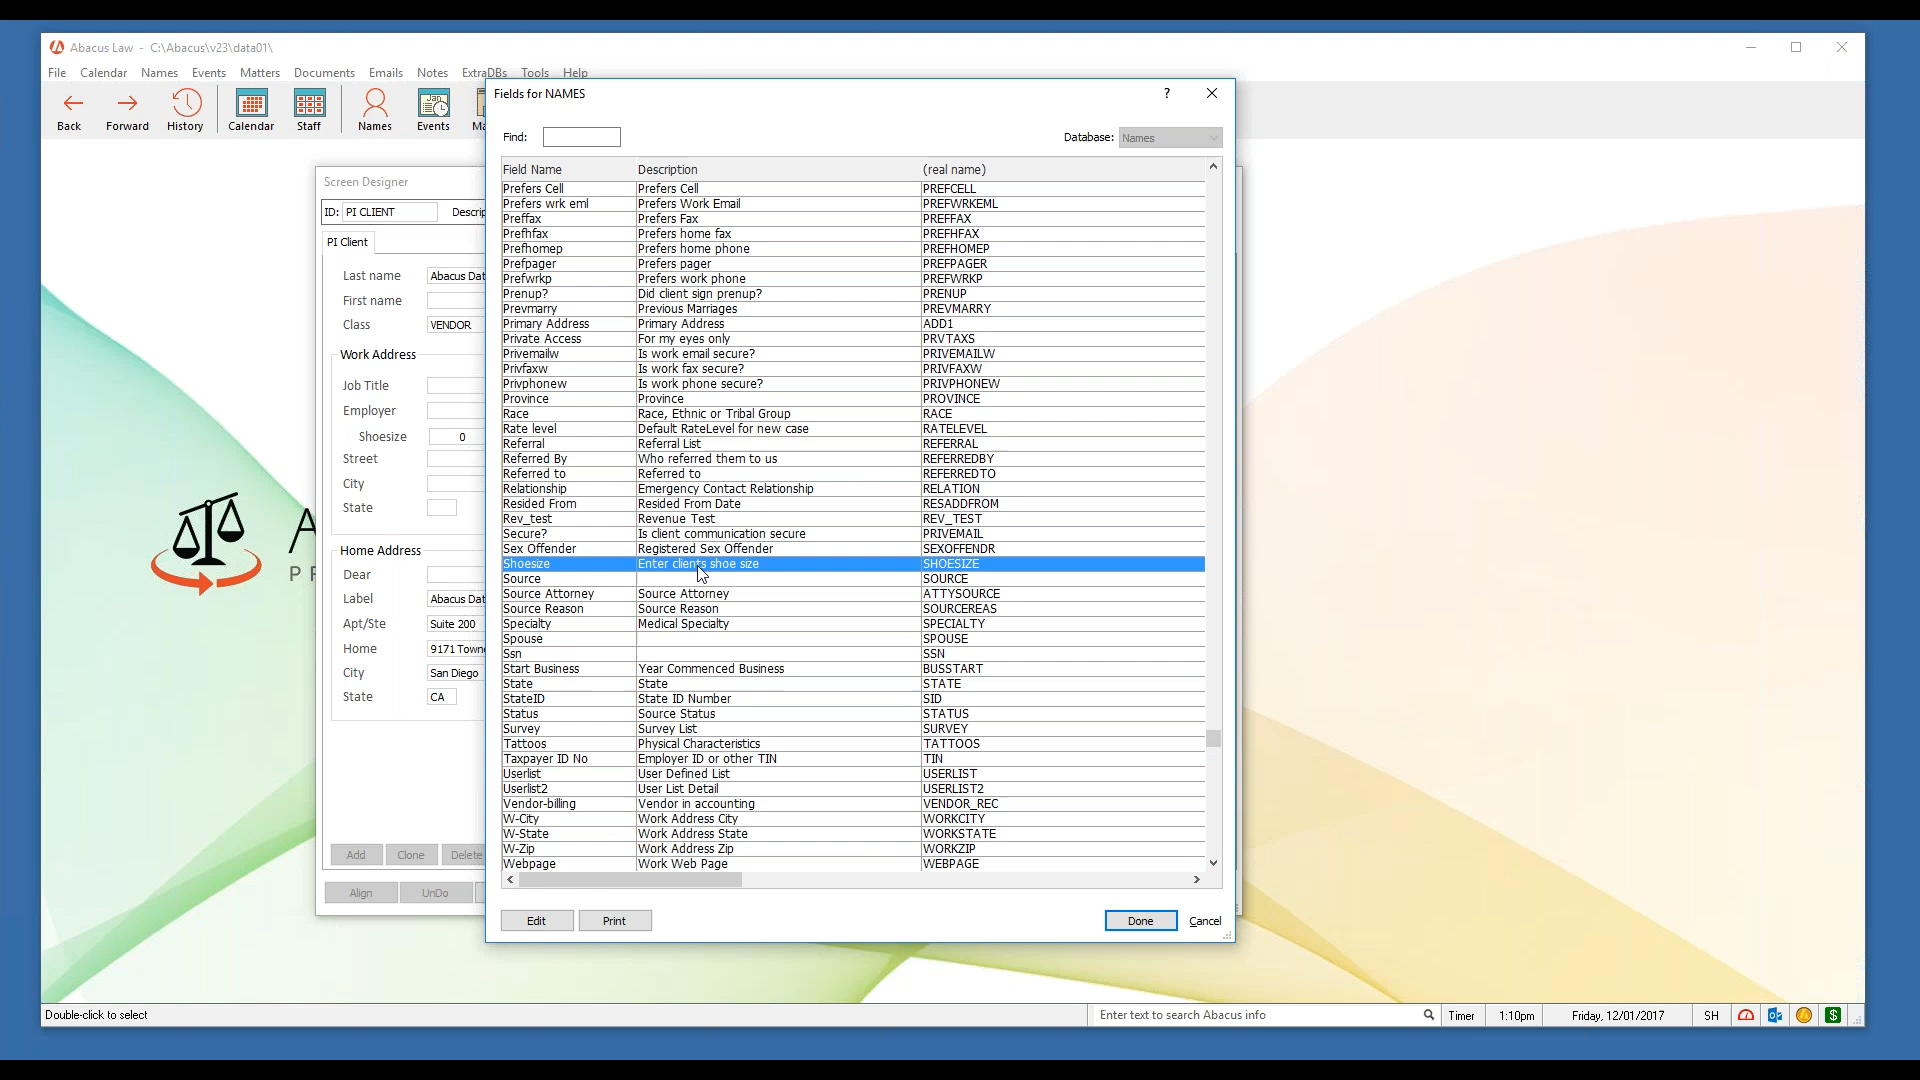 Abacus Law - C:\Abacus\v23\data01\
File Calendar Names Events Matters Documents Emails Notes ExtraDBs Tools Help
Back Forward History Calendar Staff Names Events
Fields for NAMES ?
Find: Database: Names
Field Name Description (real name)
Prefers Cell Prefers Cell PREFCELL
Prefers wrk eml Prefers Work Email PREFWRKEML
Preffax Prefers Fax PREFFAX
Prefhfax Prefers home fax PREFHFAX
Prefhomep Prefers home phone PREFHOMEP
Prefpager Prefers pager PREFPAGER
Prefwrkp Prefers work phone PREFWRKP
Prenup? Did client sign prenup? PRENUP
Prevmarry Previous Marriages PREVMARRY
Primary Address Primary Address ADD1
Private Access For my eyes only PRVTAXS
Privemailw Is work email secure? PRIVEMAILW
Privfaxw Is work fax secure? PRIVFAXW
Privphonew Is work phone secure? PRIVPHONEW
Province Province PROVINCE
Race Race, Ethnic or Tribal Group RACE
Rate level Default RateLevel for new case RATELEVEL
Referral Referral List REFERRAL
Referred By Who referred them to us REFERREDBY
Referred to Referred to REFERREDTO
Relationship Emergency Contact Relationship RELATION
Resided From Resided From Date RESADDFROM
Rev_test Revenue Test REV_TEST
Secure? Is client communication secure PRIVEMAIL
Sex Offender Registered Sex Offender SEXOFFENDR
Shoesize Enter clients shoe size SHOESIZE
Source SOURCE
Source Attorney Source Attorney ATTYSOURCE
Source Reason Source Reason SOURCEREAS
Specialty Medical Specialty SPECIALTY
Spouse SPOUSE
Ssn SSN
Start Business Year Commenced Business BUSSTART
State State STATE
StateID State ID Number SID
Status Source Status STATUS
Survey Survey List SURVEY
Tattoos Physical Characteristics TATTOOS
Taxpayer ID No Employer ID or other TIN TIN
Userlist User Defined List USERLIST
Userlist2 User List Detail USERLIST2
Vendor-billing Vendor in accounting VENDOR_REC
W-City Work Address City WORKCITY
W-State Work Address State WORKSTATE
W-Zip Work Address Zip WORKZIP
Webpage Work Web Page WEBPAGE
Edit Print Done Cancel
Screen Designer
ID: PI CLIENT
PI Client
Last name
First name
Class VENDOR
Work Address
Job Title
Employer
Shoesize 0
Street
City
State
Home Address
Dear
Label
Apt/Ste Suite 200
Home 9171
City San Diego
State CA
Add Clone Delete
Align UnDo
Double-click to select Enter text to search Abacus info Timer 1:10pm Friday, 12/01/2017 SH